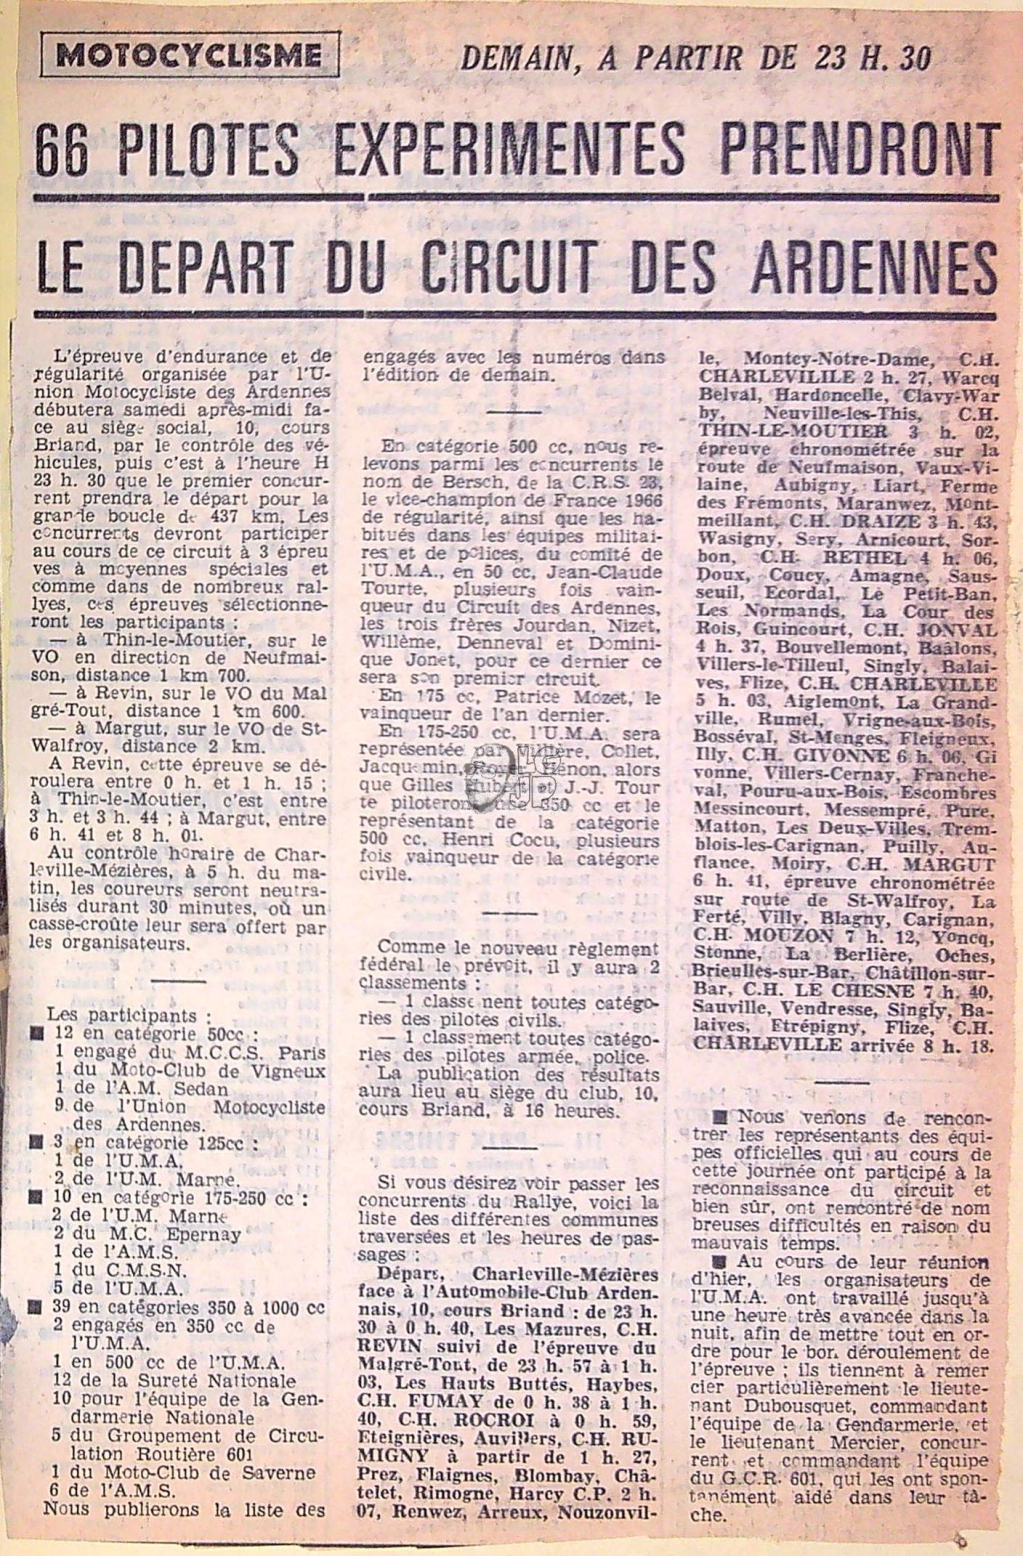 MOTOCYCLISME
DEMAIN, A PARTIR DE 23 H. 30
66 PILOTES EXPERIMENTES PRENDRONT
LE DEPART DU CIRCUIT DES ARDENNES
L'épreuve d'endurance et de
régularité organisée par l'U-
nion Motocycliste des Ardennes
débutera samedi après-midi fa-
ce au siège social, 10, cours
Briand, par le contrôle des vé-
hicules, puis c'est à l'heure H
23 h. 30 que le premier concur-
rent prendra le départ pour la
grande boucle de 437 km. Les
concurrents devront participer
au cours de ce circuit à 3 épreu
ves à moyennes spéciales et
comme dans de nombreux ral-
lyes, ces épreuves sélectionne-
ront les participants :
— à Thin-le-Moutier, sur le
VO en direction de Neufmai-
son, distance 1 km 700.
— à Revin, sur le VO du Mal
gré-Tout, distance 1 km 600.
— à Margut, sur le VO de St-
Walfroy, distance 2 km.
A Revin, cette épreuve se dé-
roulera entre 0 h. et 1 h. 15 ;
à Thin-le-Moutier, c'est entre
3 h. et 3 h. 44 ; à Margut, entre
6 h. 41 et 8 h. 01.
Au contrôle horaire de Char-
leville-Mézières, à 5 h. du ma-
tin, les coureurs seront neutra-
lisés durant 30 minutes, où un
casse-croûte leur sera offert par
les organisateurs.
Les participants :
■ 12 en catégorie 50cc :
1 engagé du M.C.C.S. Paris
1 du Moto-Club de Vigneux
1 de l'A.M. Sedan
9 de l'Union Motocycliste
des Ardennes.
■ 3 en catégorie 125cc :
1 de l'U.M.A.
2 de l'U.M. Marne.
■ 10 en catégorie 175-250 cc :
2 de l'U.M. Marne
2 du M.C. Epernay
1 de l'A.M.S.
1 du C.M.S.N.
5 de l'U.M.A.
■ 39 en catégories 350 à 1000 cc
2 engagés en 350 cc de
l'U.M.A.
1 en 500 cc de l'U.M.A.
12 de la Sureté Nationale
10 pour l'équipe de la Gen-
darmerie Nationale
5 du Groupement de Circu-
lation Routière 601
1 du Moto-Club de Saverne
6 de l'A.M.S.
Nous publierons la liste des
engagés avec les numéros dans
l'édition de demain.
En catégorie 500 cc, nous re-
levons parmi les concurrents le
nom de Bersch, de la C.R.S. 23,
le vice-champion de France 1966
de régularité, ainsi que les ha-
bitués dans les équipes militai-
res et de polices, du comité de
l'U.M.A., en 50 cc, Jean-Claude
Tourte, plusieurs fois vain-
queur du Circuit des Ardennes,
les trois frères Jourdan, Nizet,
Willème, Denneval et Domini-
que Jonet, pour ce dernier ce
sera son premier circuit.
En 175 cc, Patrice Mozet, le
vainqueur de l'an dernier.
En 175-250 cc, l'U.M.A. sera
représentée par Collet,
Jacquemin, Royer, Henon, alors
que Gilles Hubert J.-J. Tour
te piloteront une 350 cc et le
représentant de la catégorie
500 cc, Henri Cocu, plusieurs
fois vainqueur de la catégorie
civile.
Comme le nouveau règlement
fédéral le prévoit, il y aura 2
classements :
— 1 classement toutes catégo-
ries des pilotes civils.
— 1 classement toutes catégo-
ries des pilotes armée, police.
La publication des résultats
aura lieu au siège du club, 10,
cours Briand, à 16 heures.
Si vous désirez voir passer les
concurrents du Rallye, voici la
liste des différentes communes
traversées et les heures de pas-
sages :
Départ, Charleville-Mézières
face à l'Automobile-Club Arden-
nais, 10, cours Briand : de 23 h.
30 à 0 h. 40, Les Mazures, C.H.
REVIN suivi de l'épreuve du
Malgré-Tout, de 23 h. 57 à 1 h.
03, Les Hauts Buttés, Haybes,
C.H. FUMAY de 0 h. 38 à 1 h.
40, C.H. ROCROI à 0 h. 59,
Eteignières, Auvillers, C.H. RU-
MIGNY à partir de 1 h. 27,
Prez, Flaignes, Blombay, Châ-
telet, Rimogne, Harcy C.P. 2 h.
07, Renwez, Arreux, Nouzonvil-
le, Montcy-Notre-Dame, C.H.
CHARLEVILILE 2 h. 27, Warcq
Belval, Hardoncelle, Clavy-War
by, Neuville-les-This, C.H.
THIN-LE-MOUTIER 3 h. 02,
épreuve chronométrée sur la
route de Neufmaison, Vaux-Vi-
laine, Aubigny, Liart, Ferme
des Frémonts, Maranwez, Mont-
meillant, C.H. DRAIZE 3 h. 43,
Wasigny, Sery, Arnicourt, Sor-
bon, C.H. RETHEL 4 h. 06,
Doux, Coucy, Amagne, Saus-
seuil, Ecordal, Le Petit-Ban,
Les Normands, La Cour des
Rois, Guincourt, C.H. JONVAL
4 h. 37, Bouvellemont, Baâlons,
Villers-le-Tilleul, Singly, Balai-
ves, Flize, C.H. CHARLEVILLE
5 h. 03, Aiglemont, La Grand-
ville, Rumel, Vrigne-aux-Bois,
Bosséval, St-Menges, Fleigneux,
Illy, C.H. GIVONNE 6 h. 06, Gi
vonne, Villers-Cernay, Franche-
val, Pouru-aux-Bois, Escombres
Messincourt, Messempré, Pure,
Matton, Les Deux-Villes, Trem-
blois-les-Carignan, Puilly, Au-
flance, Moiry, C.H. MARGUT
6 h. 41, épreuve chronométrée
sur route de St-Walfroy, La
Ferté, Villy, Blagny, Carignan,
C.H. MOUZON 7 h. 12, Yoncq,
Stonne, La Berlière, Oches,
Brieulles-sur-Bar, Châtillon-sur-
Bar, C.H. LE CHESNE 7 h. 40,
Sauville, Vendresse, Singly, Ba-
laives, Etrépigny, Flize, C.H.
CHARLEVILLE arrivée 8 h. 18.
■ Nous venons de rencon-
trer les représentants des équi-
pes officielles qui au cours de
cette journée ont participé à la
reconnaissance du circuit et
bien sûr, ont rencontré de nom
breuses difficultés en raison du
mauvais temps.
■ Au cours de leur réunion
d'hier, les organisateurs de
l'U.M.A. ont travaillé jusqu'à
une heure très avancée dans la
nuit, afin de mettre tout en or-
dre pour le bon déroulement de
l'épreuve ; ils tiennent à remer
cier particulièrement le lieute-
nant Dubousquet, commandant
l'équipe de la Gendarmerie, et
le lieutenant Mercier, concur-
rent et commandant l'équipe
du G.C.R. 601, qui les ont spon-
tanément aidé dans leur tâ-
che.